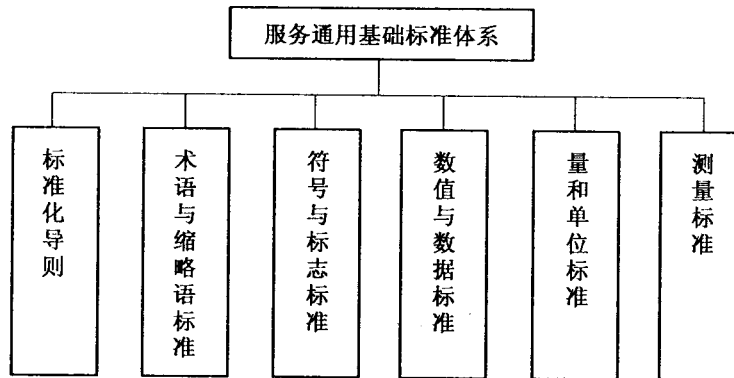 服务通用基础标准体系
标准化导则
术语与缩略语标准
符号与标志标准
数值与数据标准
量和单位标准
测量标准